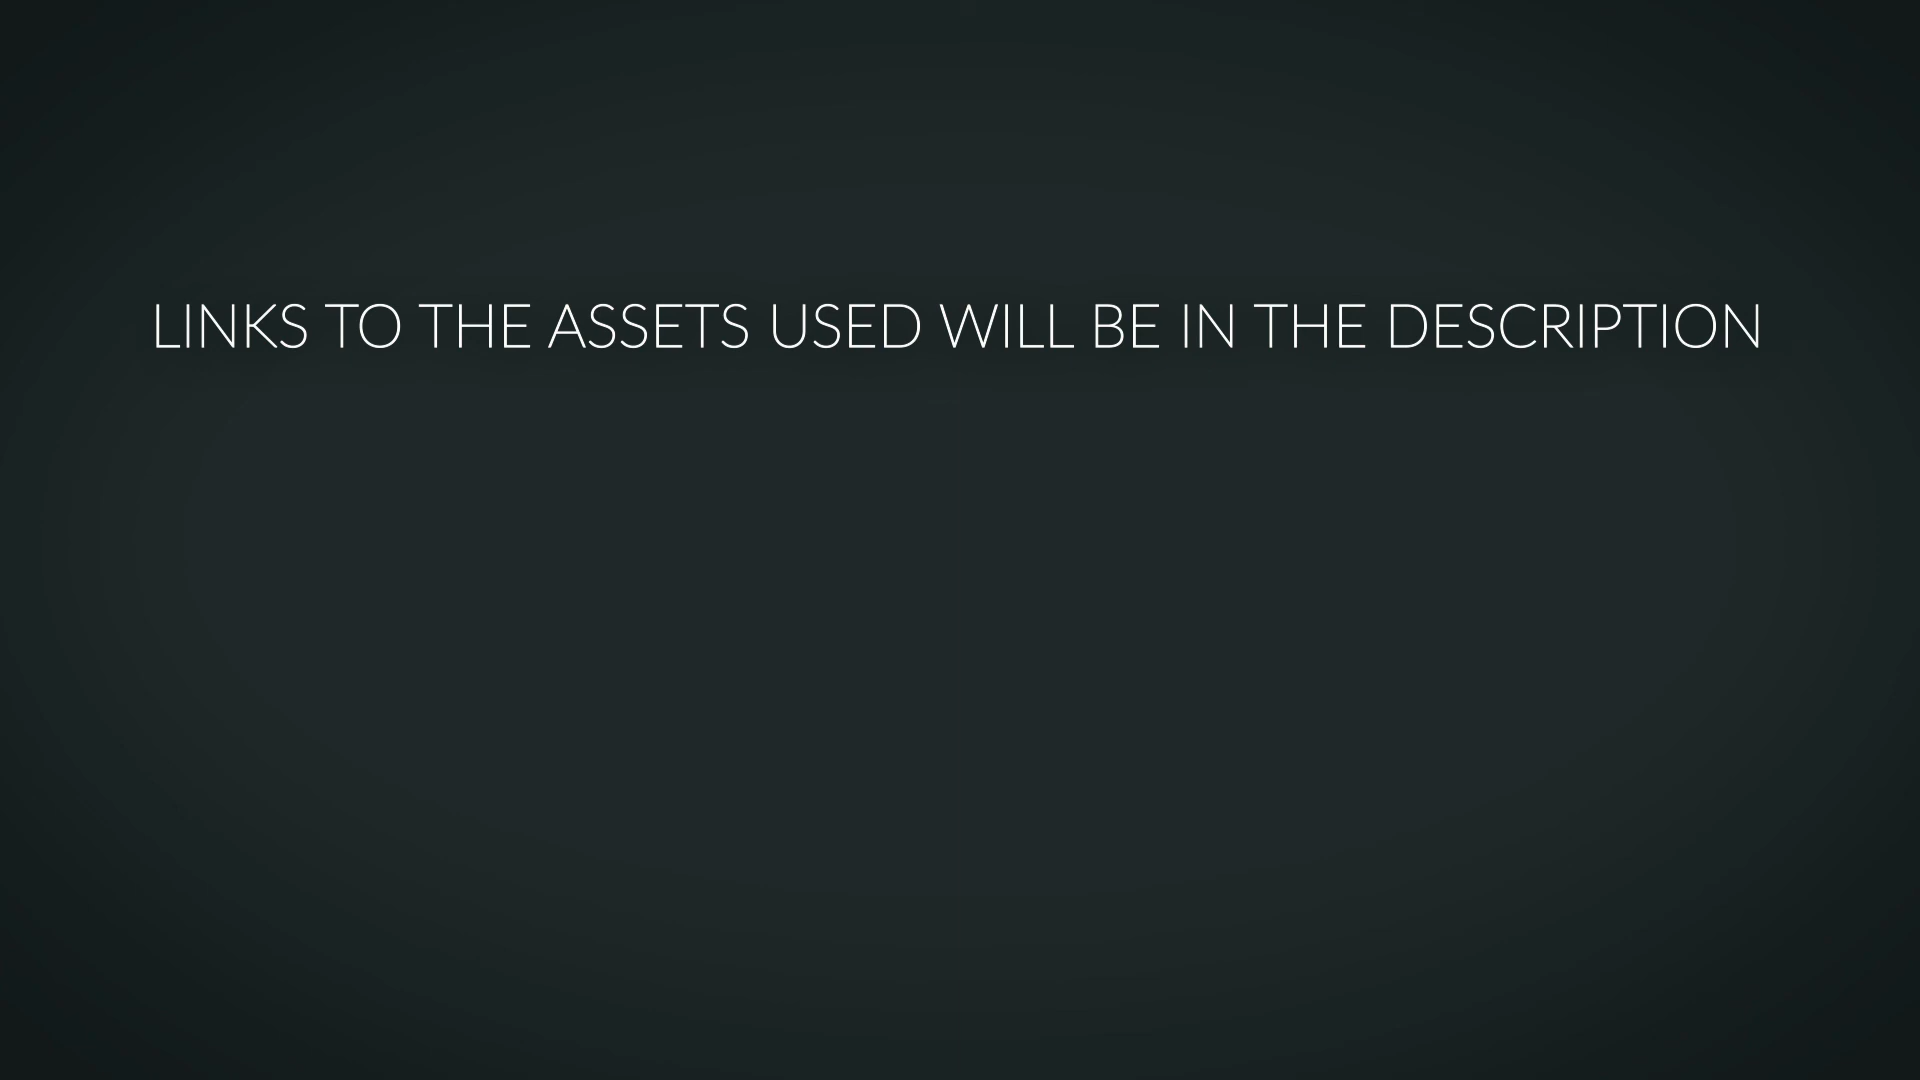 LINKS TO THE ASSETS USED WILL BE IN THE DESCRIPTION